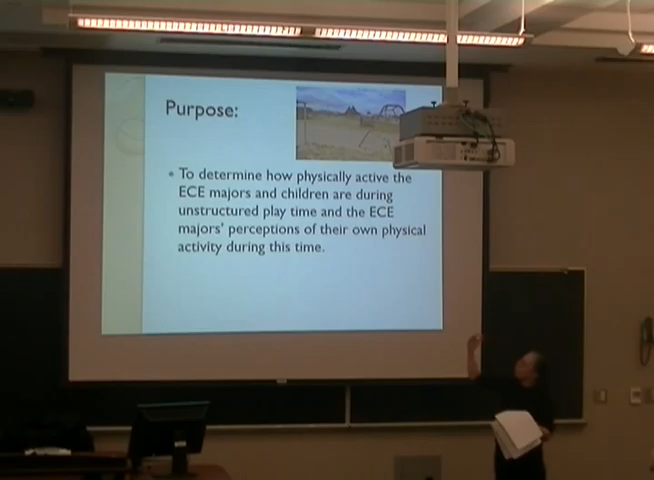 Purpose:
To determine how physically active the
ECE majors and children are during
unstructured play time and the ECE
majors' perceptions of their own physical
activity during this time.